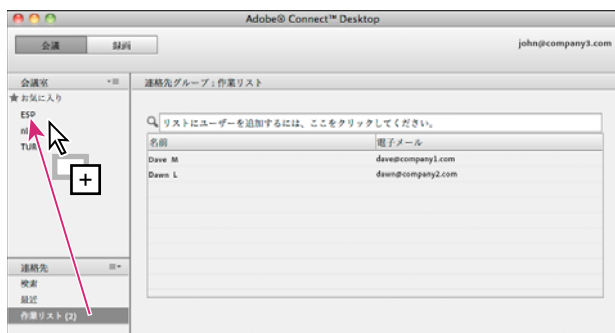 Adobe® Connect™ Desktop
会議 録画
john@company3.com
会議室
連絡先グループ : 作業リスト
お気に入り
ESP
リストにユーザーを追加するには、ここをクリックしてください。
名前 電子メール
Dave M dave@company1.com
Dawn L dawn@company2.com
連絡先
検索
最近
作業リスト (2)